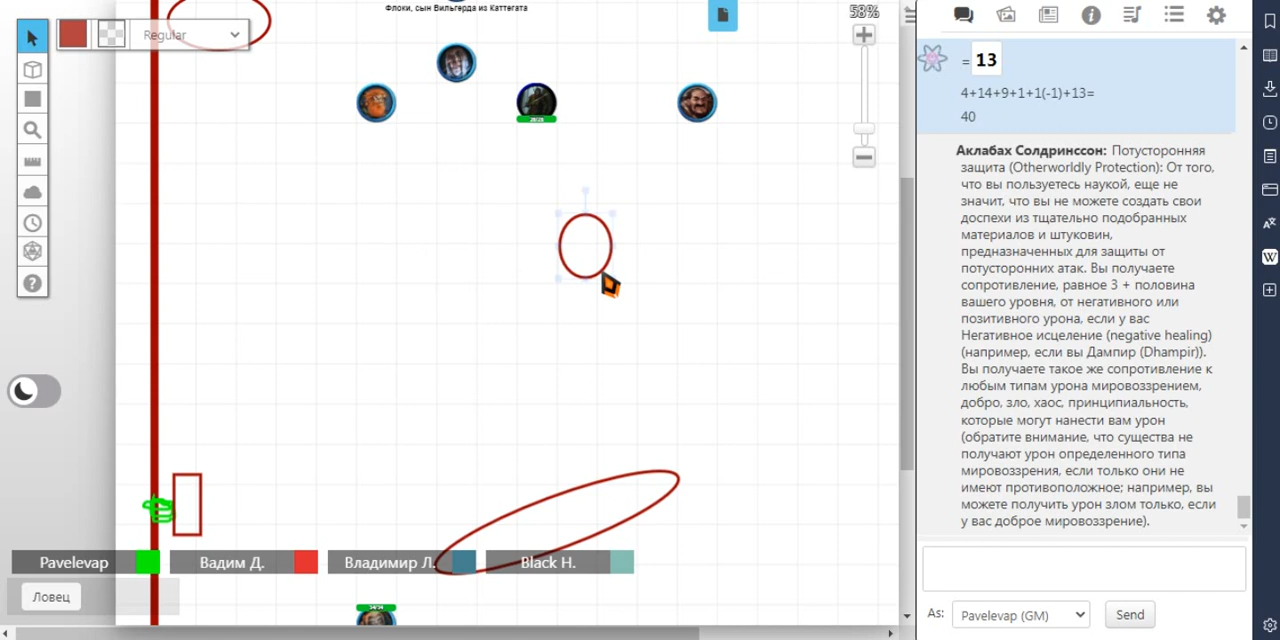 Флоки, сын Вильгерда из Каттегата
58%
Regular
= 13
4+14+9+1+1(-1)+13=
40
Аклабах Солдринссон: Потусторонняя
защита (Otherworldly Protection): От того,
что вы пользуетесь наукой, еще не
значит, что вы не можете создать свои
доспехи из тщательно подобранных
материалов и штуковин,
предназначенных для защиты от
потусторонних атак. Вы получаете
сопротивление, равное 3 + половина
вашего уровня, от негативного или
позитивного урона, если у вас
Негативное исцеление (negative healing)
(например, если вы Дампир (Dhampir)).
Вы получаете такое же сопротивление к
любым типам урона мировоззрением,
добро, зло, хаос, принципиальность,
которые могут нанести вам урон
(обратите внимание, что существа не
получают урон определенного типа
мировоззрения, если только они не
имеют противоположное; например, вы
можете получить урон злом только, если
у вас доброе мировоззрение).
Pavelevap
Вадим Д.
Владимир Л.
Black H.
Ловец
54/54
As:
Pavelevap (GM)
Send